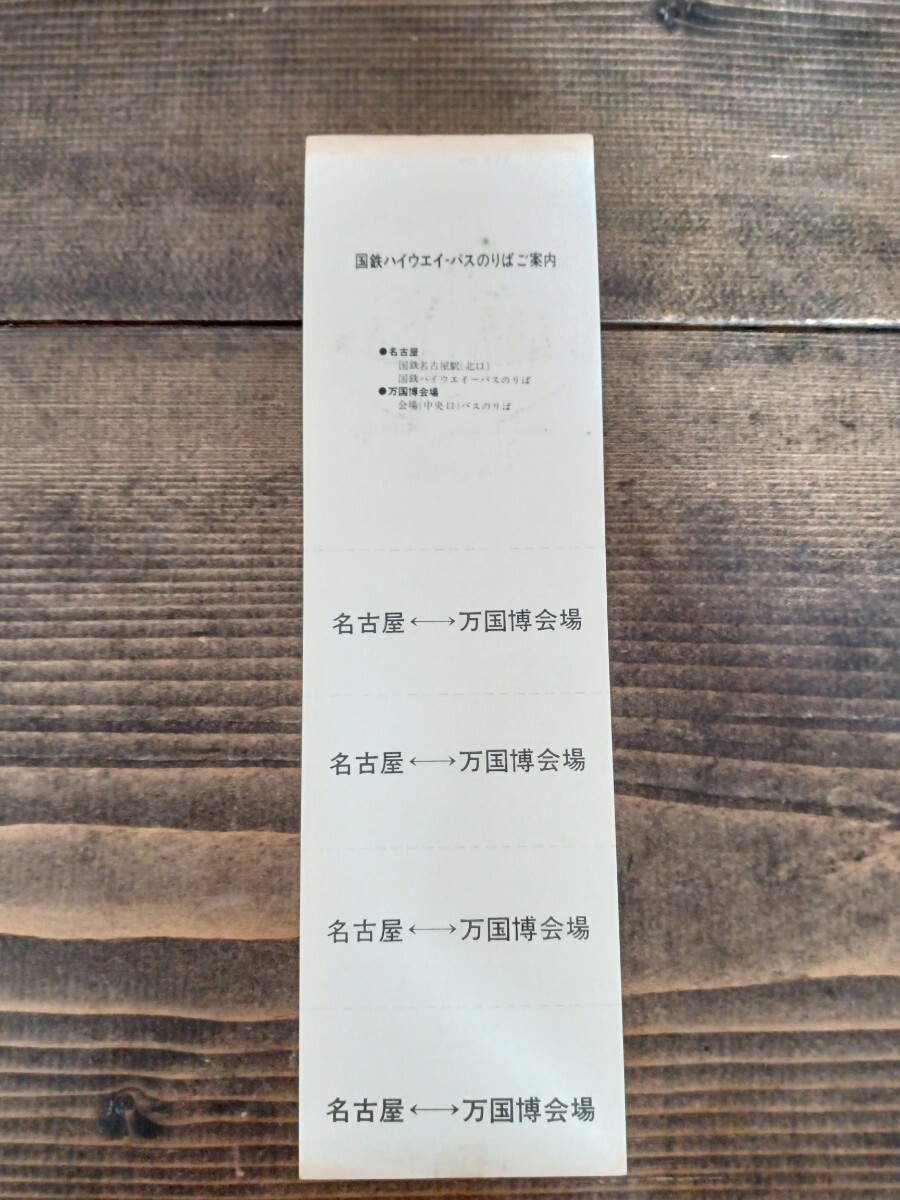 国鉄ハイウエイ-バスのりばご案内
●名古屋
国鉄名古屋駅(北口)
国鉄ハイウエイーバスのりば
●万国博会場
会場(中央口)バスのりば
名古屋←→万国博会場
名古屋←→万国博会場
名古屋←→万国博会場
名古屋←→万国博会場